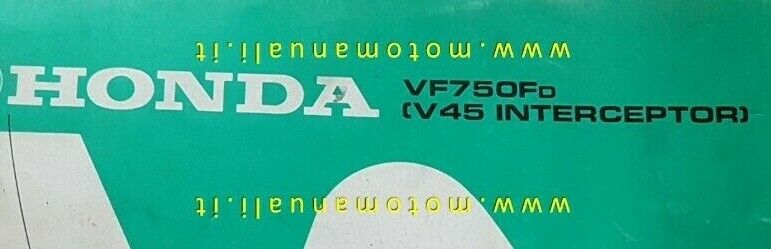 www.motomanuali.it
HONDA
VF750FD
(V45 INTERCEPTOR)
www.motomanuali.it